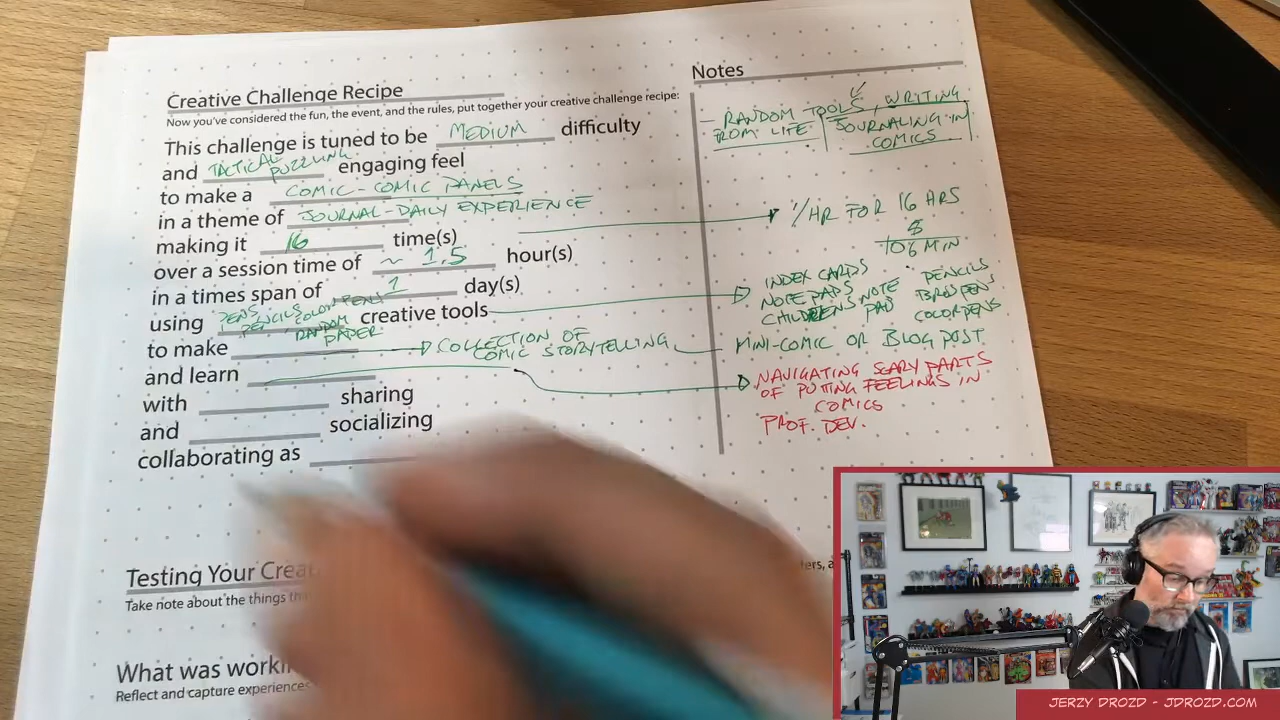 Creative Challenge Recipe
Now you've considered the fun, the event, and the rules, put together your creative challenge recipe:
This challenge is tuned to be MEDIUM difficulty
and TACTICAL PUZZLING engaging feel
to make a COMIC-COMIC PANELS
in a theme of JOURNAL-DAILY EXPERIENCE
making it 16 time(s)
over a session time of ~ 1.5 hour(s)
in a times span of 1 day(s)
using PENS PENCILS COLOR PENS RANDOM PAPER creative tools
to make COLLECTION OF COMIC STORYTELLING
and learn
with sharing
and socializing
collaborating as
Notes
- RANDOM TOOLS, WRITING
FROM LIFE JOURNALING IN
COMICS
1/HR FOR 16 HRS
MIN
INDEX CARDS PENCILS
NOTE PADS
CHILDRENS NOTE PAD COLOR PENS
MINI-COMIC OR BLOG POST
NAVIGATING SCARY PARTS
OF PUTTING FEELINGS IN
COMICS
PROF. DEV.
Testing Your
Take note about the things
What was
Reflect and capture experiences
JERZY DROZD - JDROZD.COM